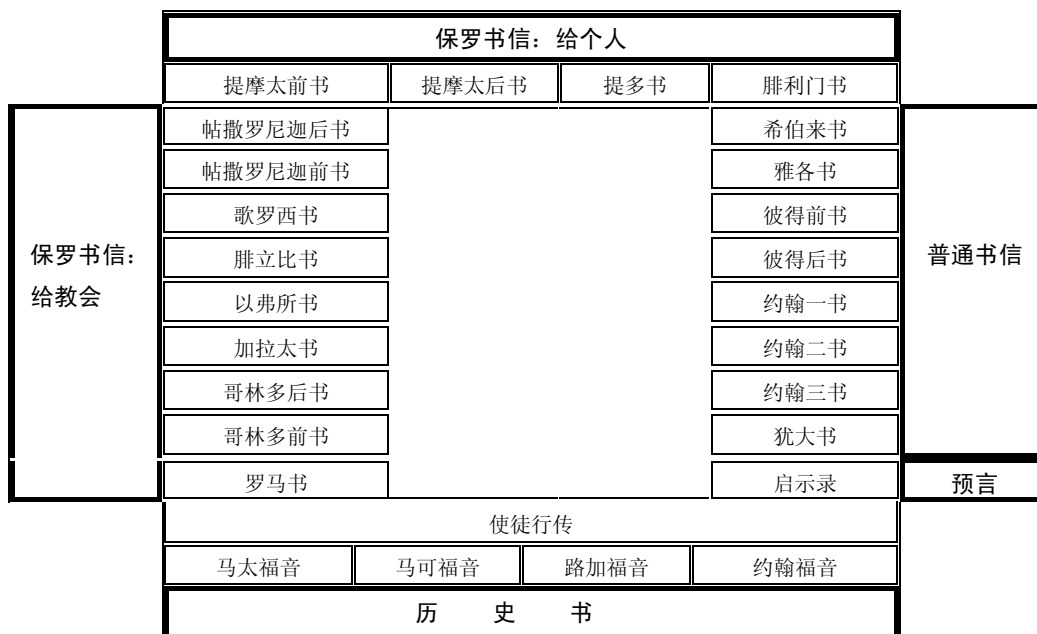 保罗书信：给个人
提摩太前书 提摩太后书 提多书 腓利门书
帖撒罗尼迦后书 希伯来书
帖撒罗尼迦前书 雅各书
歌罗西书 彼得前书
保罗书信： 腓立比书 彼得后书 普通书信
给教会 以弗所书 约翰一书
加拉太书 约翰二书
哥林多后书 约翰三书
哥林多前书 犹大书
罗马书 启示录 预言
使徒行传
马太福音 马可福音 路加福音 约翰福音
历 史 书